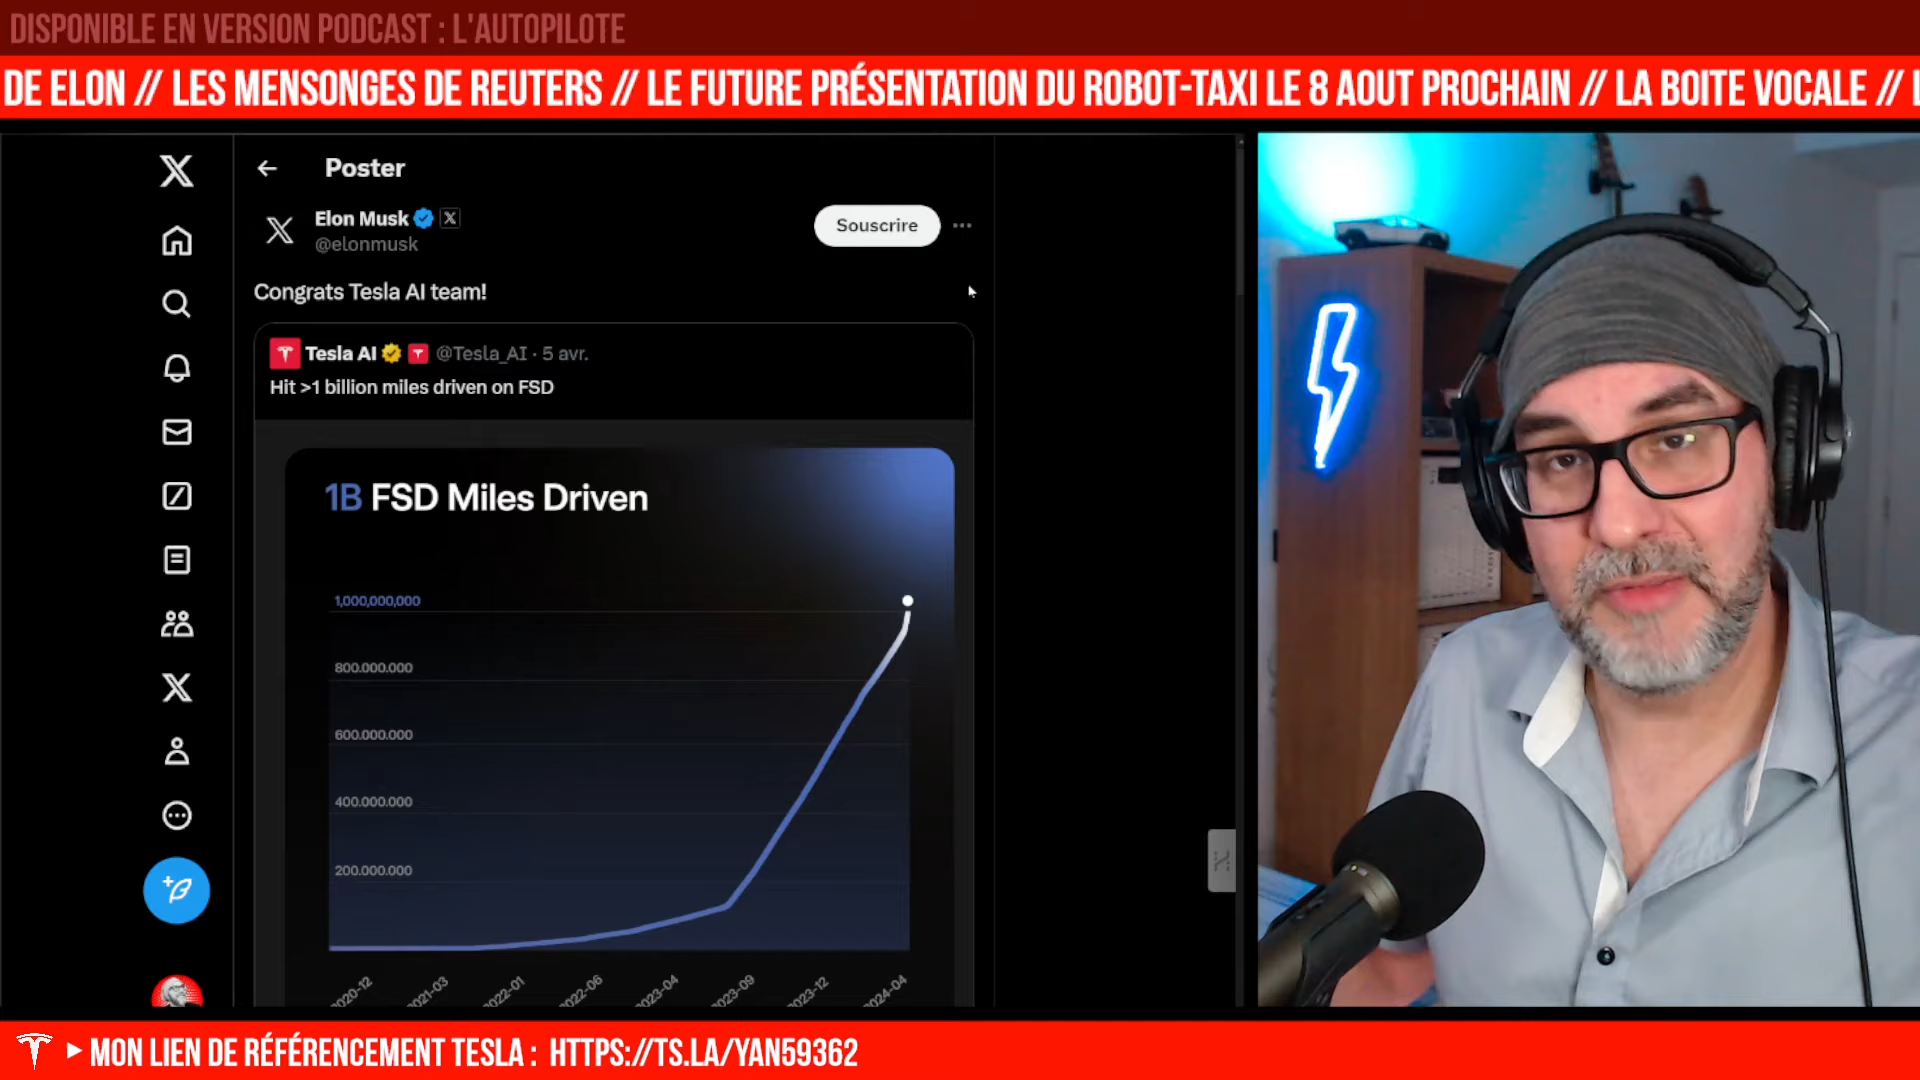 DISPONIBLE EN VERSION PODCAST : L'AUTOPILOTE
DE ELON // LES MENSONGES DE REUTERS // LE FUTURE PRÉSENTATION DU ROBOT-TAXI LE 8 AOUT PROCHAIN // LA BOITE VOCALE //
Poster
Elon Musk
@elonmusk
Souscrire
Congrats Tesla AI team!
Tesla AI @Tesla_AI · 5 avr.
Hit >1 billion miles driven on FSD
1B FSD Miles Driven
1,000,000,000
800.000.000
600.000.000
400.000.000
200.000.000
2020-12 2021-03 2022-01 2022-06 2023-04 2023-09 2023-12 2024-04
MON LIEN DE RÉFÉRENCEMENT TESLA : HTTPS://TS.LA/YAN59362